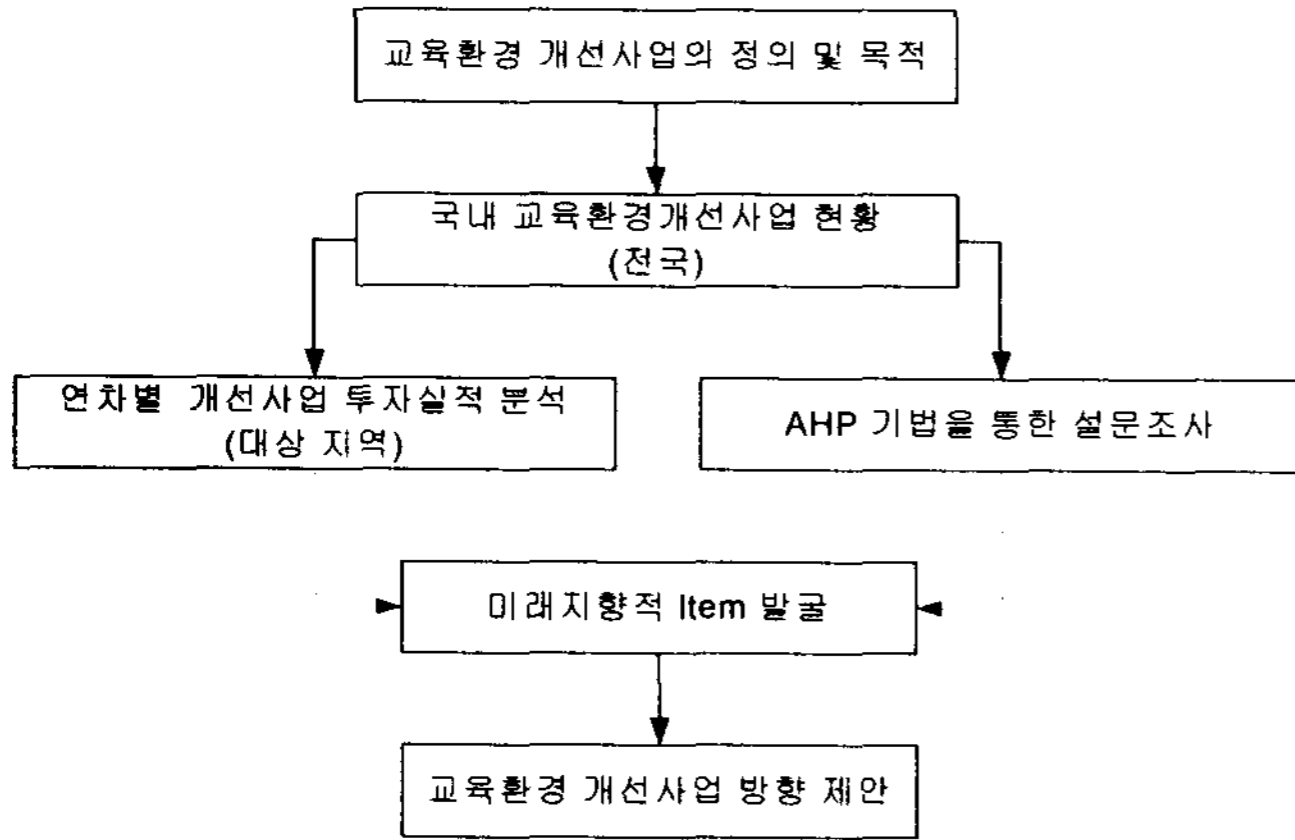 교육환경 개선사업의 정의 및 목적
국내 교육환경개선사업 현황
(전국)
연차별 개선사업 투자실적 분석
(대상 지역)
AHP 기법을 통한 설문조사
미래지향적 Item 발굴
교육환경 개선사업 방향 제안